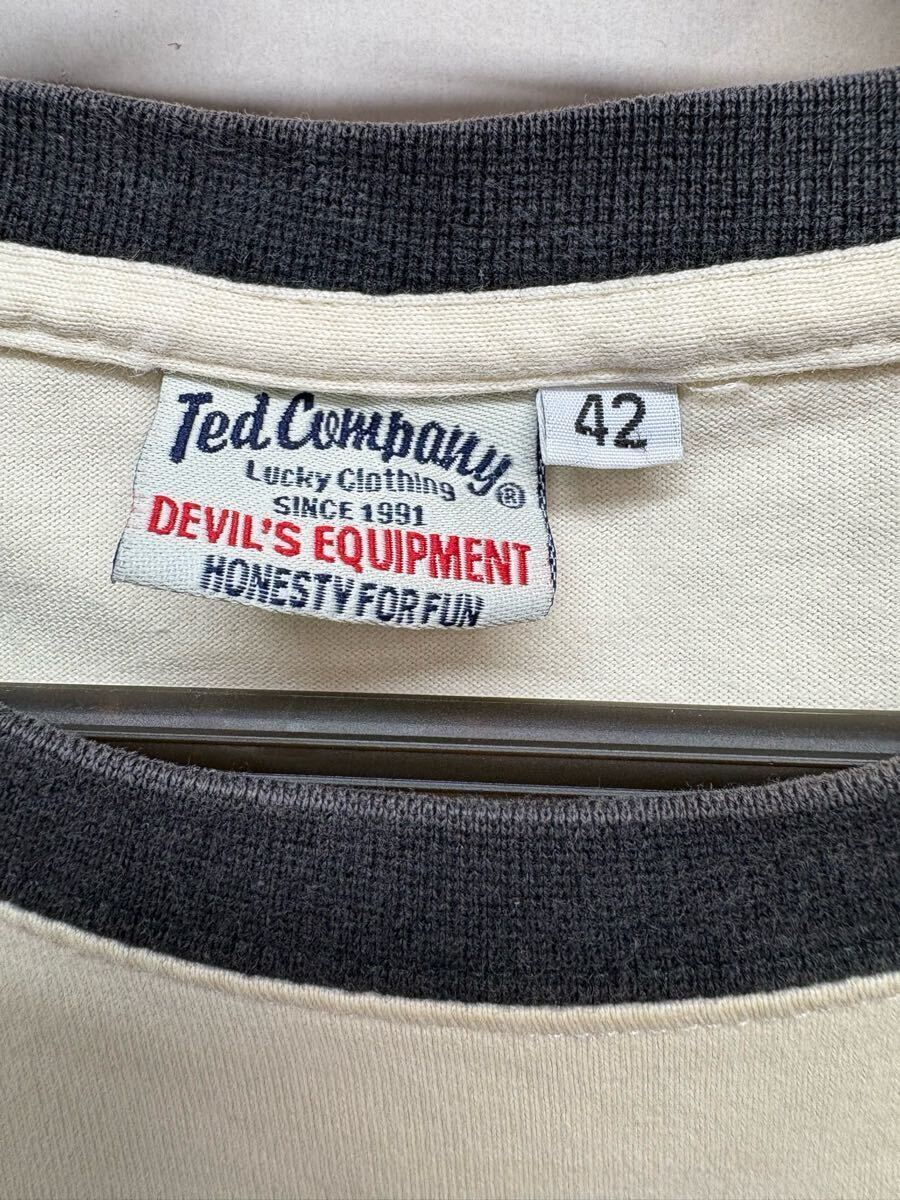 Ted Company®
Lucky Clothing
SINCE 1991
DEVIL'S EQUIPMENT
HONESTY FOR FUN
42